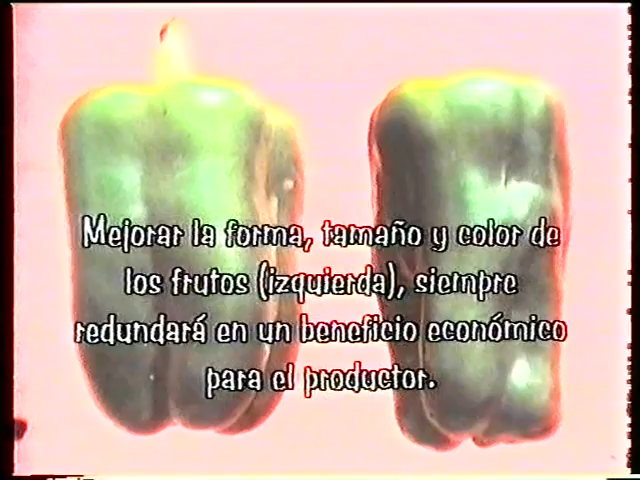 Mejorar la forma, tamaño y color de
los frutos (izquierda), siempre
redundará en un beneficio económico
para el productor.